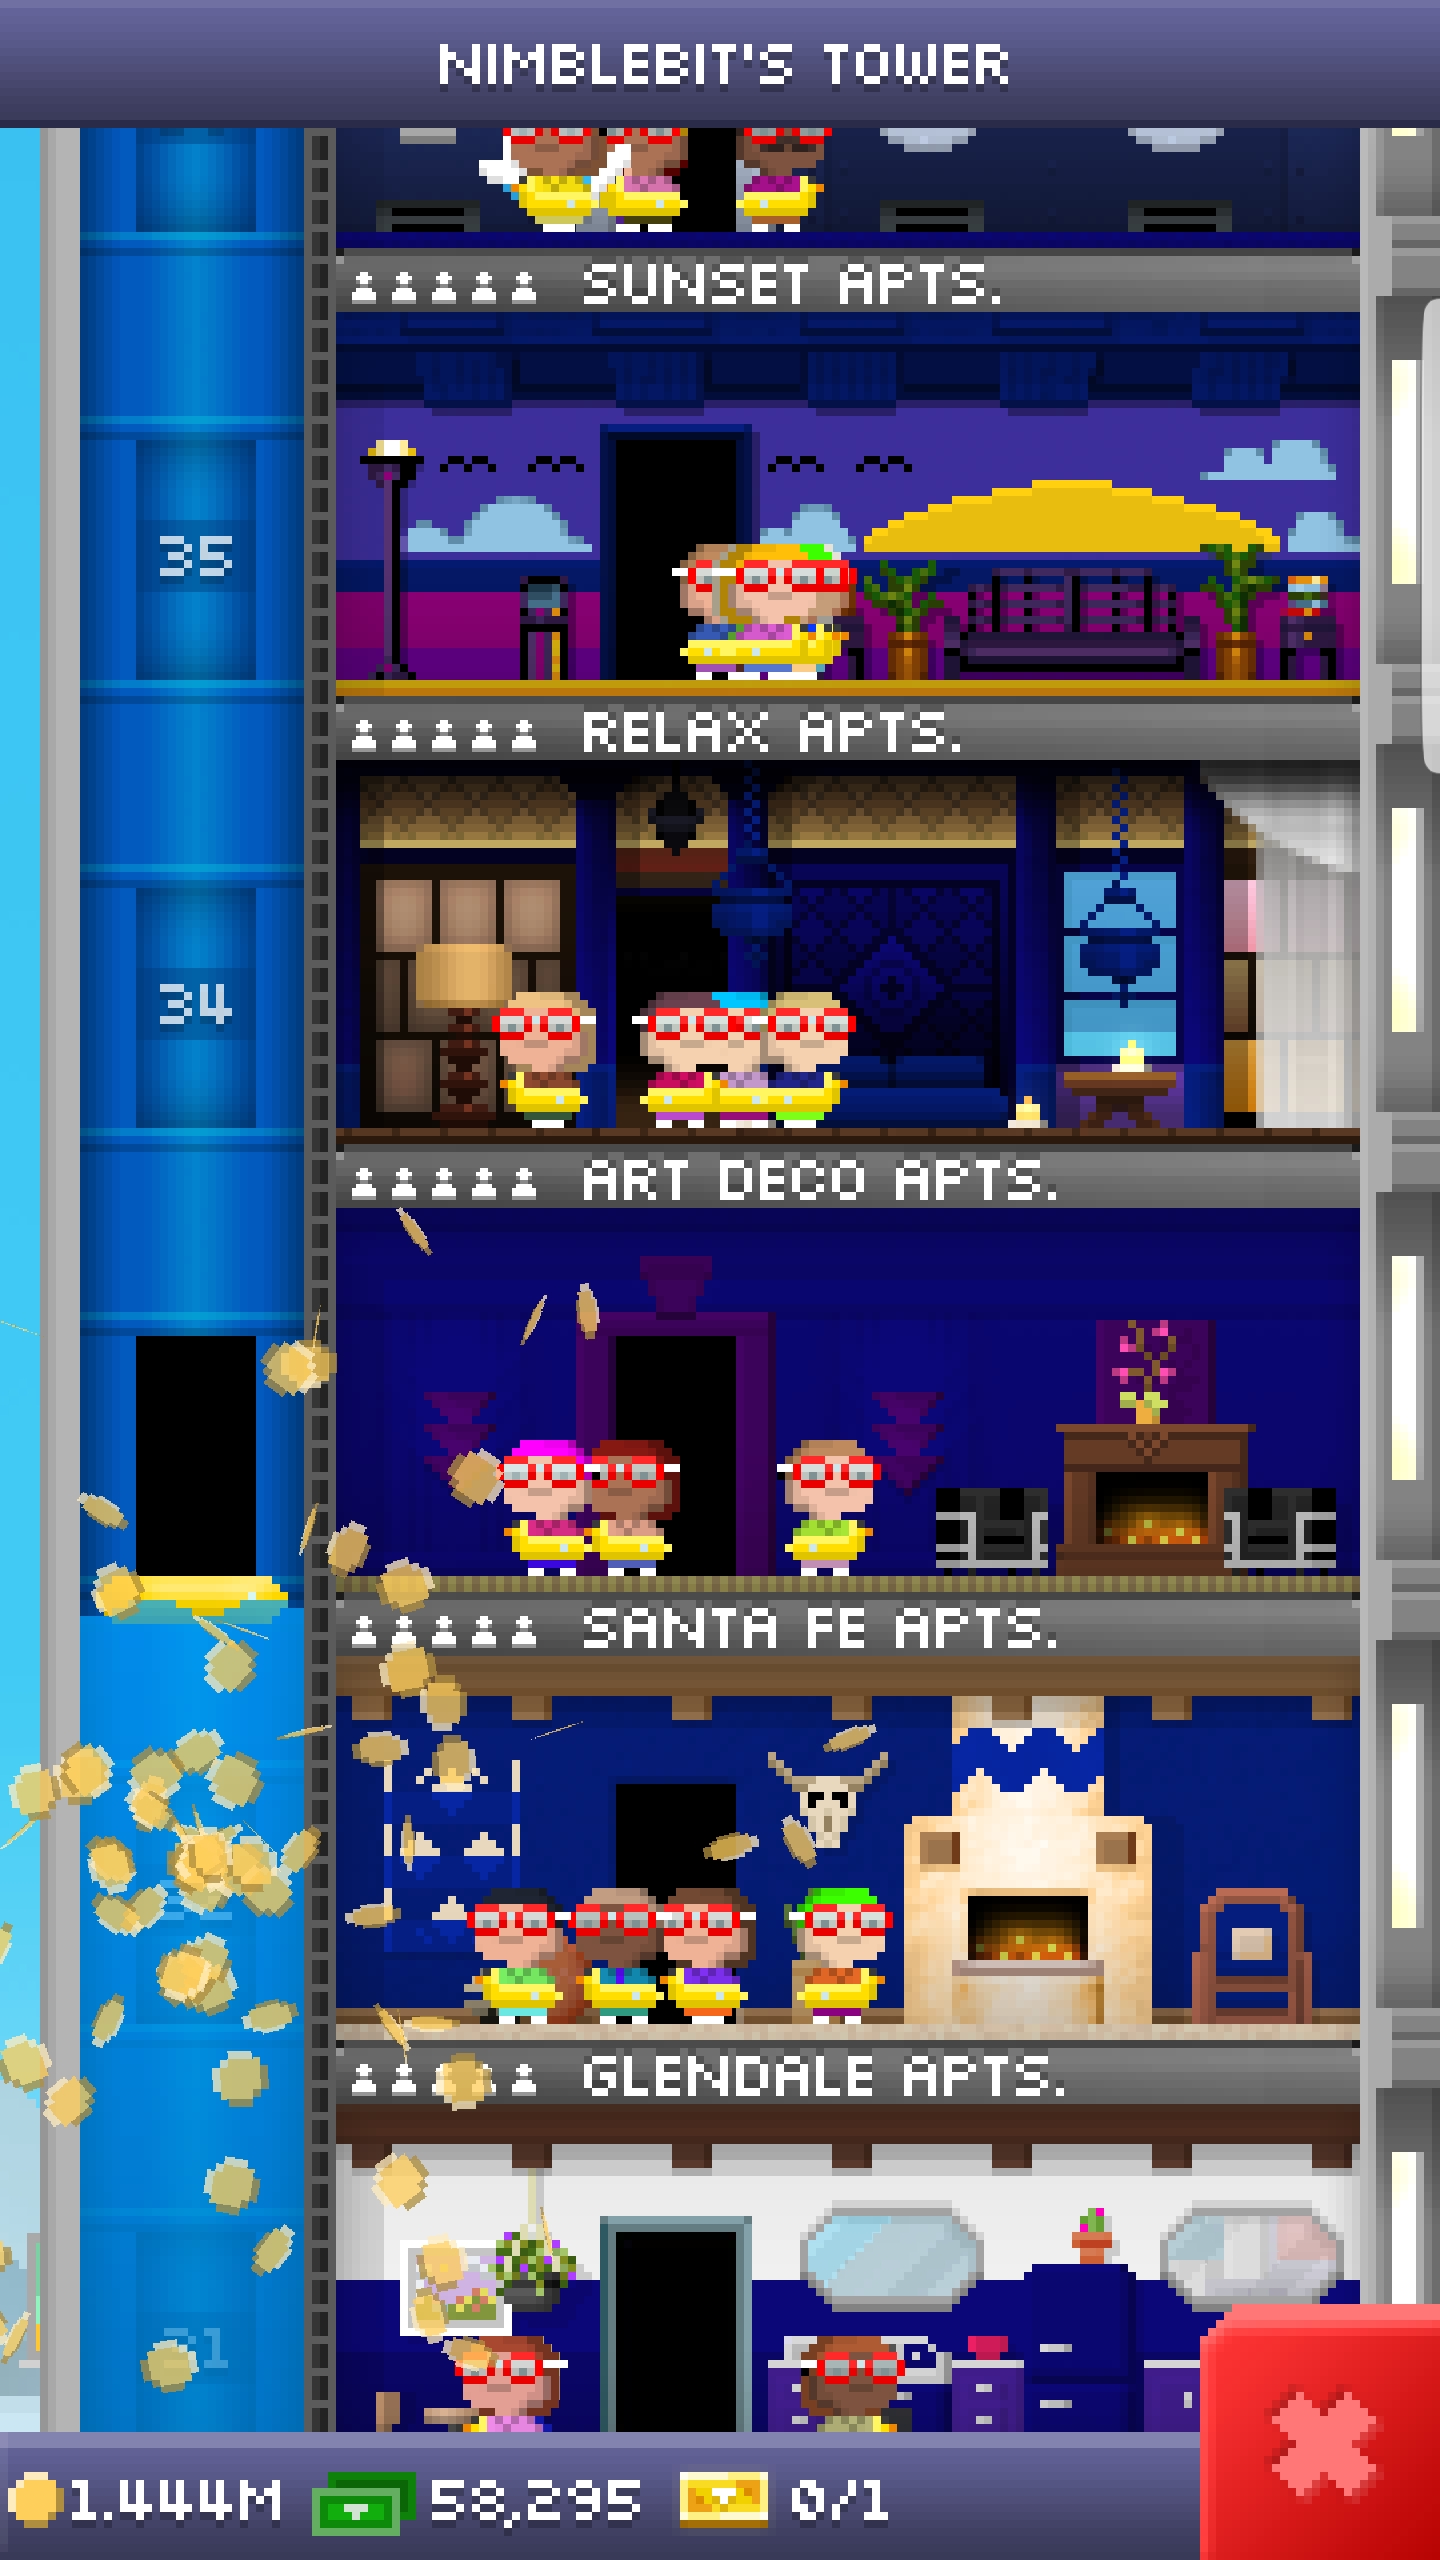 NIMBLEBIT'S TOWER
SUNSET APTS.
35
RELAX APTS.
34
ART DECO APTS.
SANTA FE APTS.
GLENDALE APTS.
31
1.444M 58,295 0/1